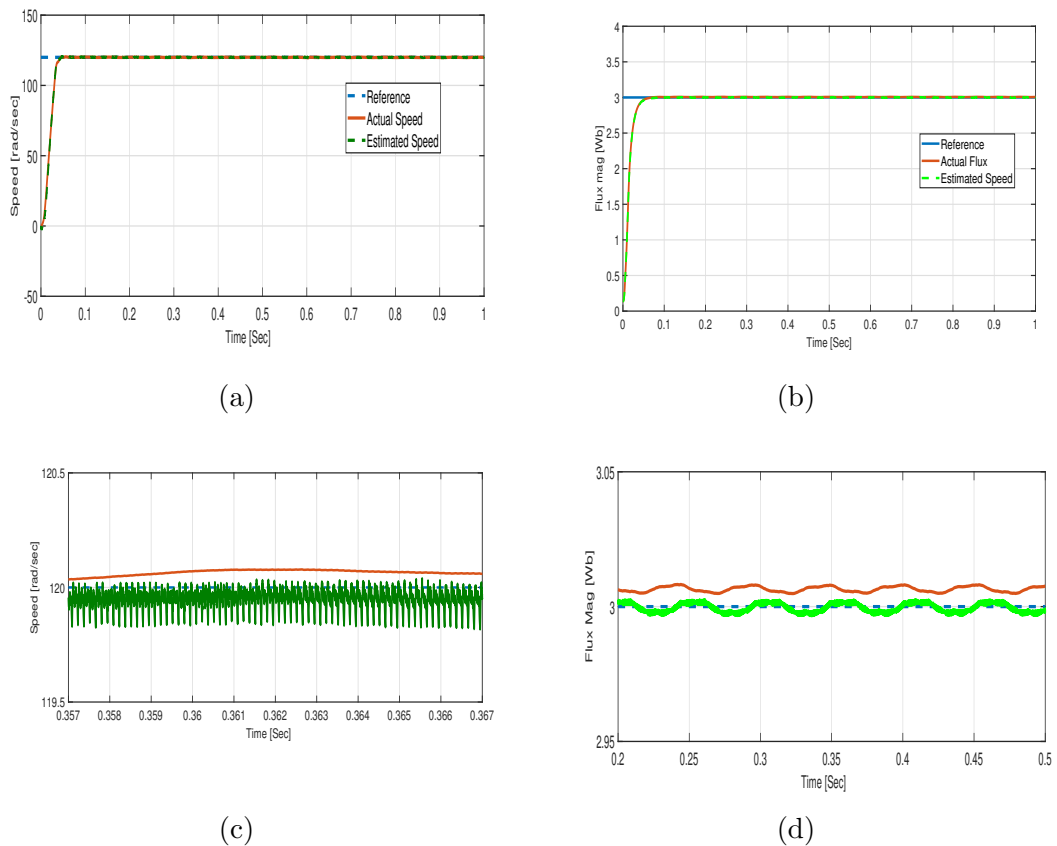 150
100
50
0
-50
Speed [rad/sec]
Reference
Actual Speed
Estimated Speed
0 0.1 0.2 0.3 0.4 0.5 0.6 0.7 0.8 0.9 1
Time [Sec]
(a)
4
3.5
3
2.5
2
1.5
1
0.5
0
Flux mag [Wb]
Reference
Actual Flux
Estimated Speed
0 0.1 0.2 0.3 0.4 0.5 0.6 0.7 0.8 0.9 1
Time [Sec]
(b)
120.5
120
119.5
Speed [rad/sec]
0.357 0.358 0.359 0.36 0.361 0.362 0.363 0.364 0.365 0.366 0.367
Time [Sec]
(c)
3.05
3
2.95
Flux Mag [Wb]
0.2 0.25 0.3 0.35 0.4 0.45 0.5
Time [Sec]
(d)